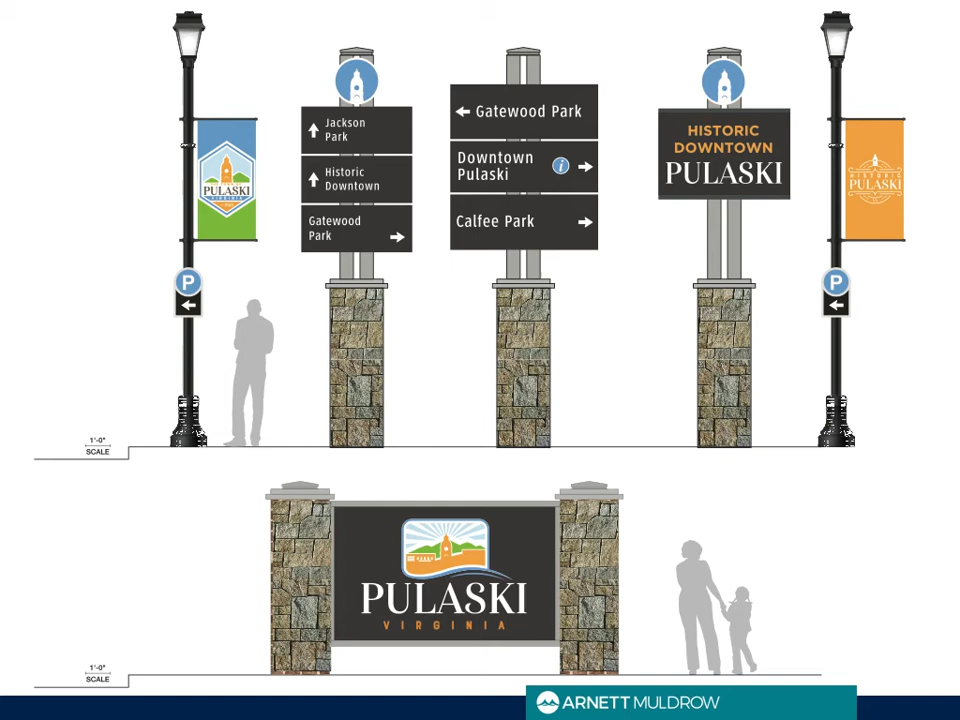 PULASKI
VIRGINIA
P
Jackson
Park
Historic
Downtown
Gatewood
Park
Gatewood Park
Downtown
Pulaski
i
Calfee Park
HISTORIC
DOWNTOWN
PULASKI
HISTORIC
PULASKI
P
1'-0"
SCALE
PULASKI
VIRGINIA
1'-0"
SCALE
ARNETT MULDROW